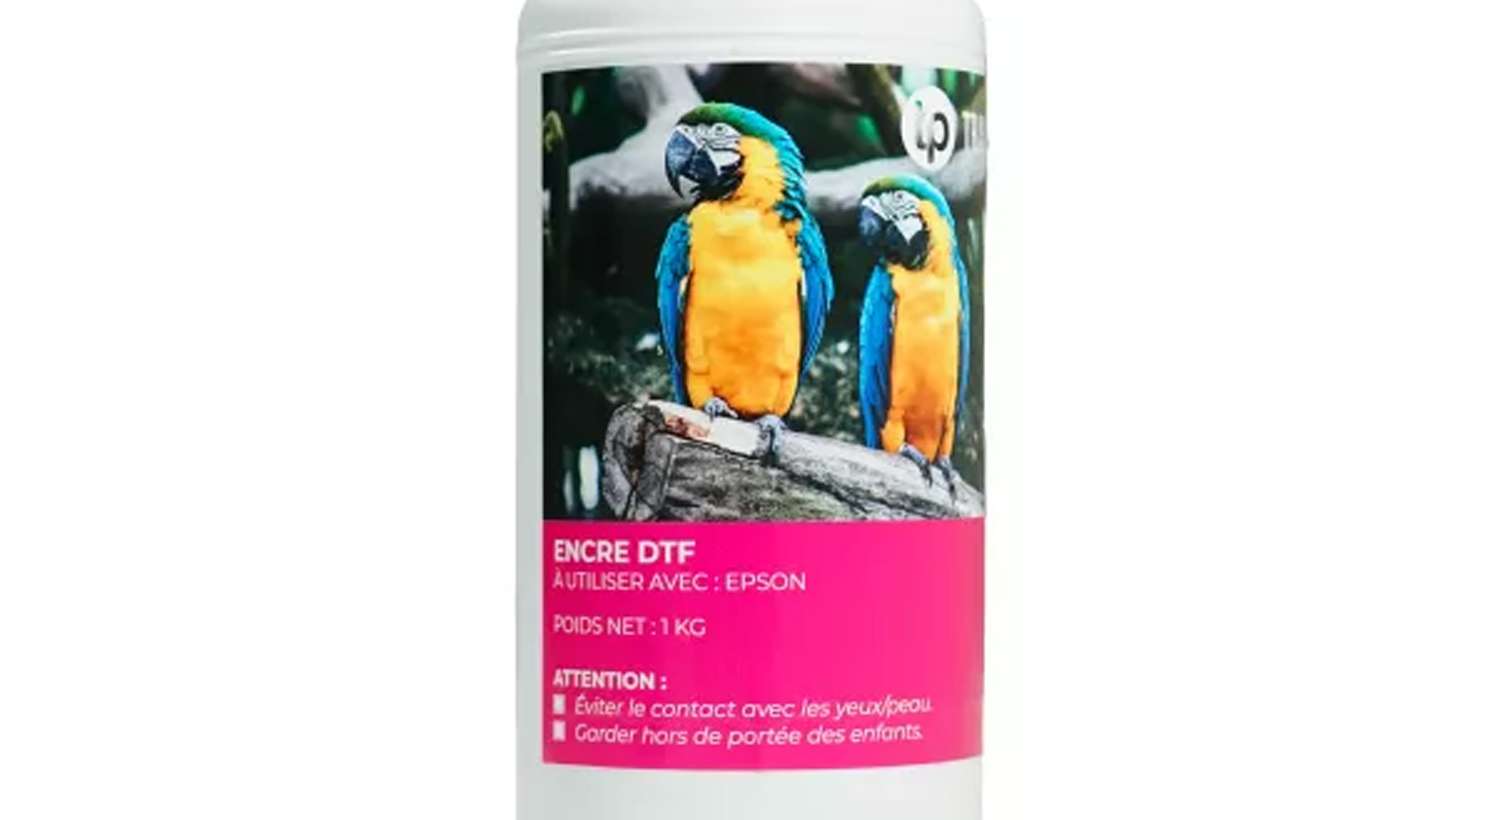 tp
ENCRE DTF
À UTILISER AVEC : EPSON
POIDS NET : 1 KG
ATTENTION :
Éviter le contact avec les yeux/peau.
Garder hors de portée des enfants.